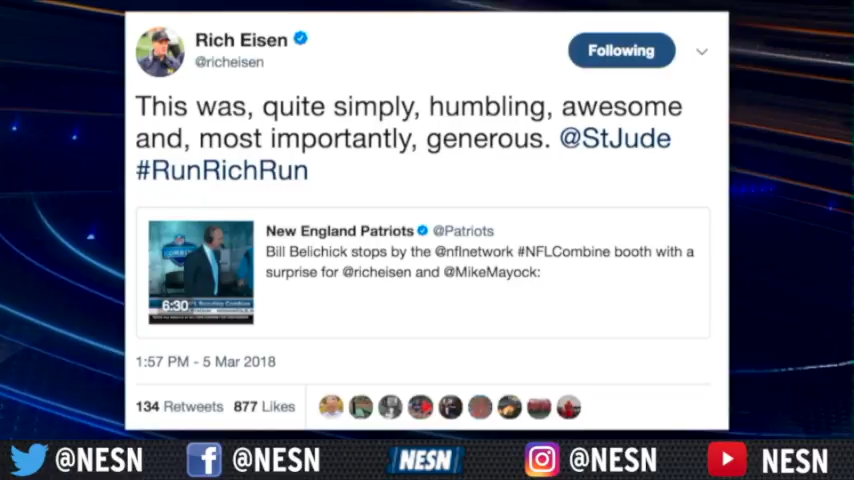 Rich Eisen
@richeisen
Following
This was, quite simply, humbling, awesome
and, most importantly, generous. @StJude
#RunRichRun
New England Patriots @Patriots
Bill Belichick stops by the @nflnetwork #NFLCombine booth with a
surprise for @richeisen and @MikeMayock:
6:30
1:57 PM - 5 Mar 2018
134 Retweets 877 Likes
@NESN @NESN NESN @NESN NESN